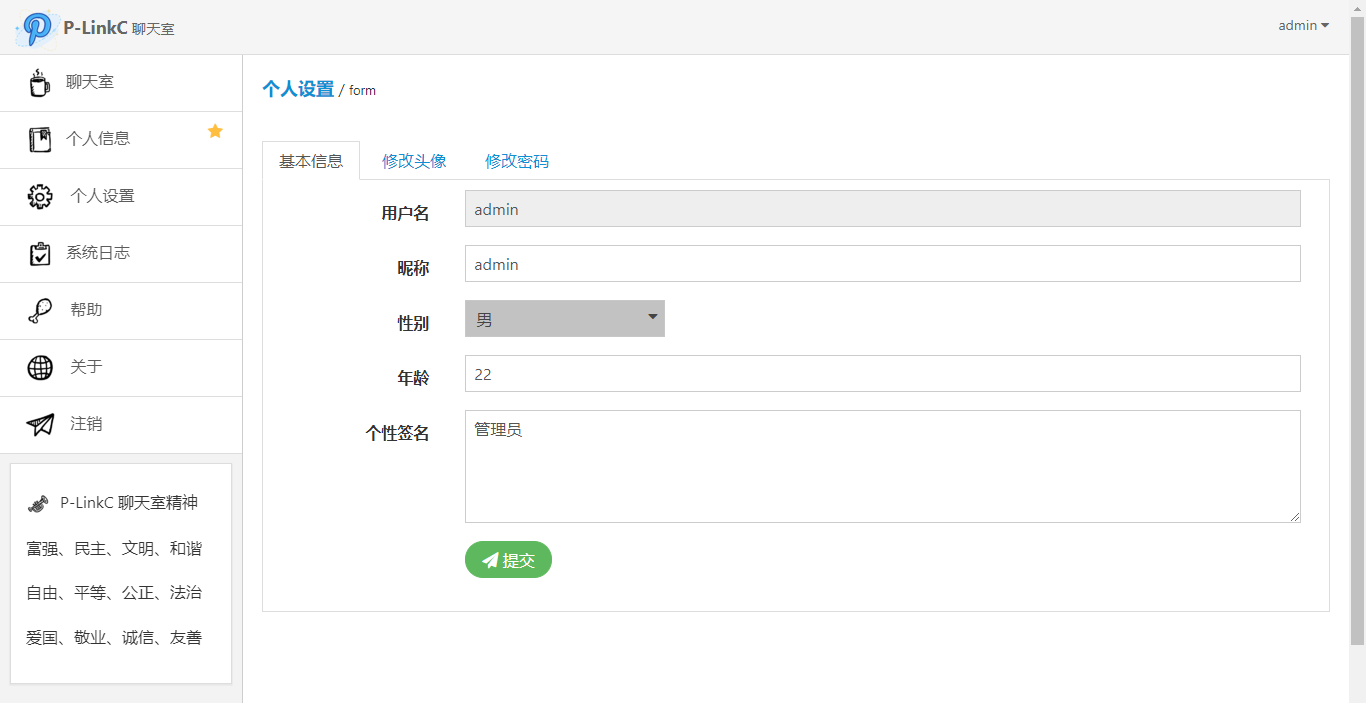 P-LinkC 聊天室
admin
聊天室
个人信息
个人设置
系统日志
帮助
关于
注销
P-LinkC 聊天室精神
富强、民主、文明、和谐
自由、平等、公正、法治
爱国、敬业、诚信、友善
个人设置 / form
基本信息 修改头像 修改密码
用户名 admin
昵称 admin
性别 男
年龄 22
个性签名 管理员
提交